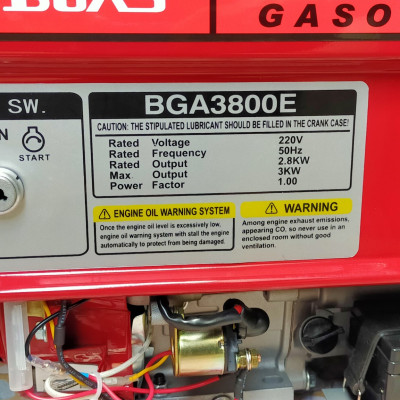 GASO
SW.
N
START
BGA3800E
CAUTION: THE STIPULATED LUBRICANT SHOULD BE FILLED IN THE CRANK CASE!
Rated Voltage 220V
Rated Frequency 50Hz
Rated Output 2.8KW
Max. Output 3KW
Power Factor 1.00
ENGINE OIL WARNING SYSTEM
Once the engine oil level is excessively low,
engine oil warning system with stall the engine
automatically to protect from being damaged.
WARNING
Among engine exhaust emissions,
appearing CO, so never use in an
enclosed room without good
ventilation.